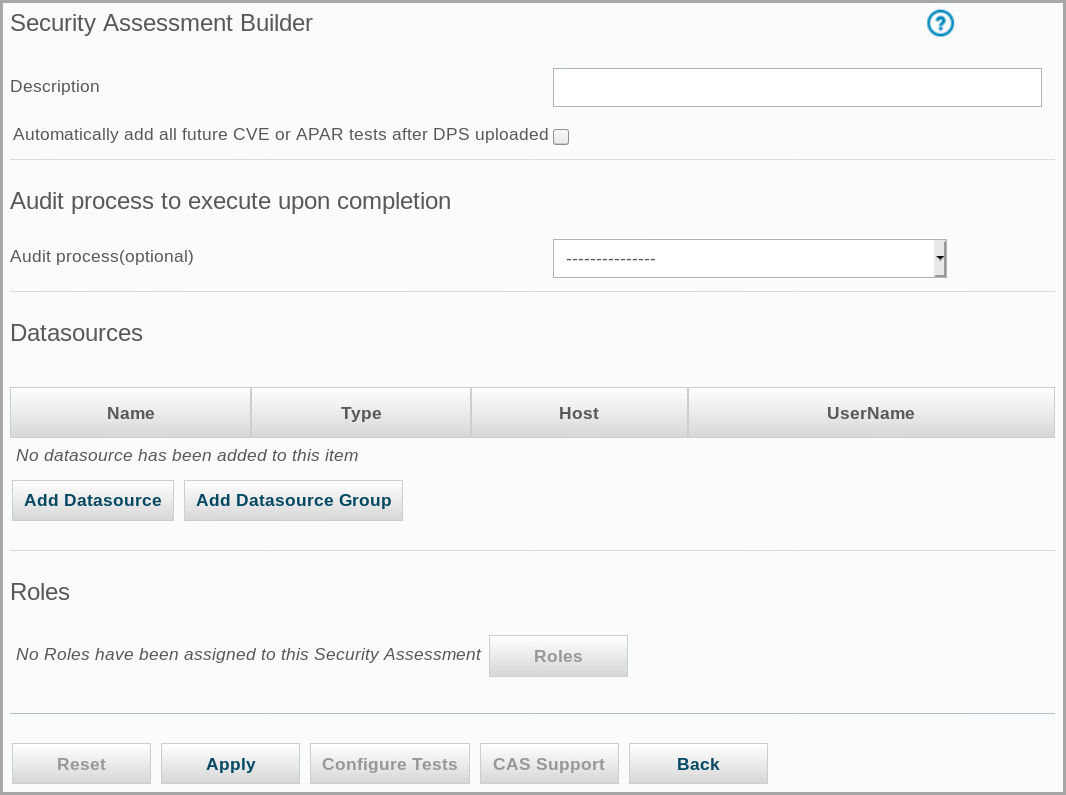 Security Assessment Builder ?
Description
Automatically add all future CVE or APAR tests after DPS uploaded
Audit process to execute upon completion
Audit process(optional) ---------------
Datasources
Name Type Host UserName
No datasource has been added to this item
Add Datasource Add Datasource Group
Roles
No Roles have been assigned to this Security Assessment Roles
Reset Apply Configure Tests CAS Support Back